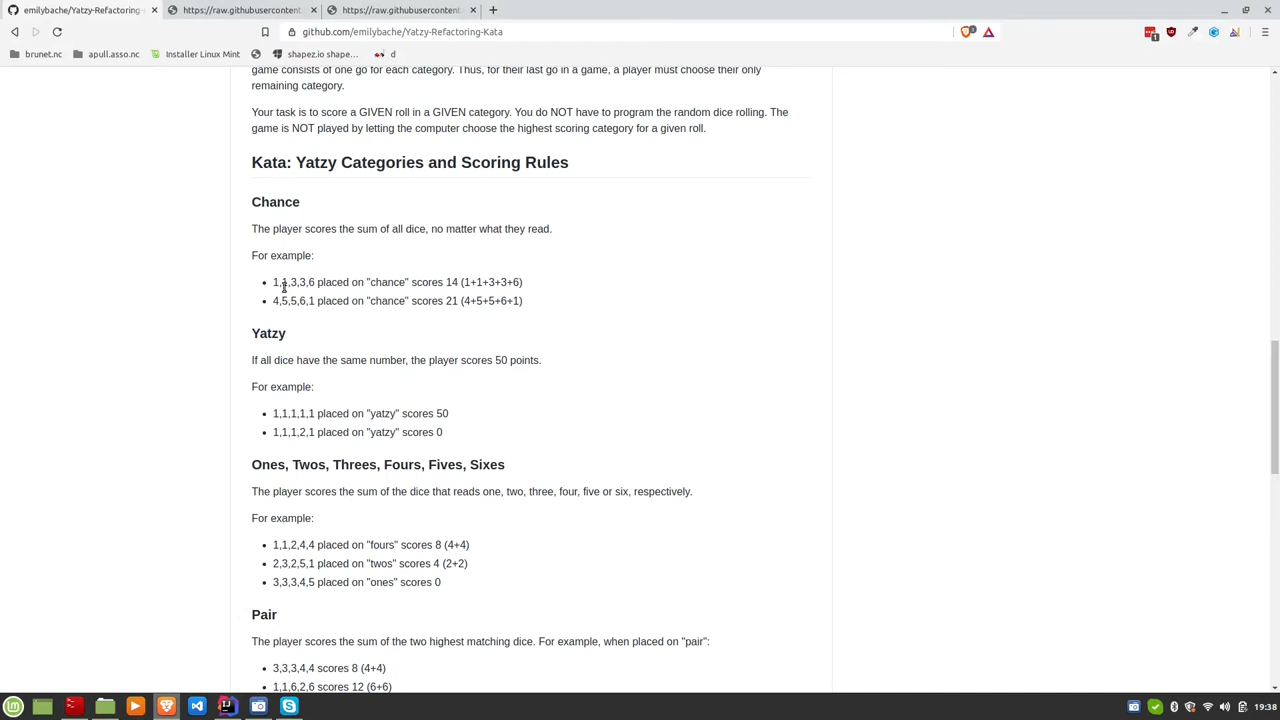 emilybache/Yatzy-Refactoring-
https://raw.githubusercontent.
https://raw.githubusercontent.
github.com/emilybache/Yatzy-Refactoring-Kata
brunet.nc
apull.asso.nc
Installer Linux Mint
shapez.io shape...
d
game consists of one go for each category. Thus, for their last go in a game, a player must choose their only
remaining category.
Your task is to score a GIVEN roll in a GIVEN category. You do NOT have to program the random dice rolling. The
game is NOT played by letting the computer choose the highest scoring category for a given roll.
Kata: Yatzy Categories and Scoring Rules
Chance
The player scores the sum of all dice, no matter what they read.
For example:
• 1,1,3,3,6 placed on "chance" scores 14 (1+1+3+3+6)
• 4,5,5,6,1 placed on "chance" scores 21 (4+5+5+6+1)
Yatzy
If all dice have the same number, the player scores 50 points.
For example:
• 1,1,1,1,1 placed on "yatzy" scores 50
• 1,1,1,2,1 placed on "yatzy" scores 0
Ones, Twos, Threes, Fours, Fives, Sixes
The player scores the sum of the dice that reads one, two, three, four, five or six, respectively.
For example:
• 1,1,2,4,4 placed on "fours" scores 8 (4+4)
• 2,3,2,5,1 placed on "twos" scores 4 (2+2)
• 3,3,3,4,5 placed on "ones" scores 0
Pair
The player scores the sum of the two highest matching dice. For example, when placed on "pair":
• 3,3,3,4,4 scores 8 (4+4)
• 1,1,6,2,6 scores 12 (6+6)
19:38